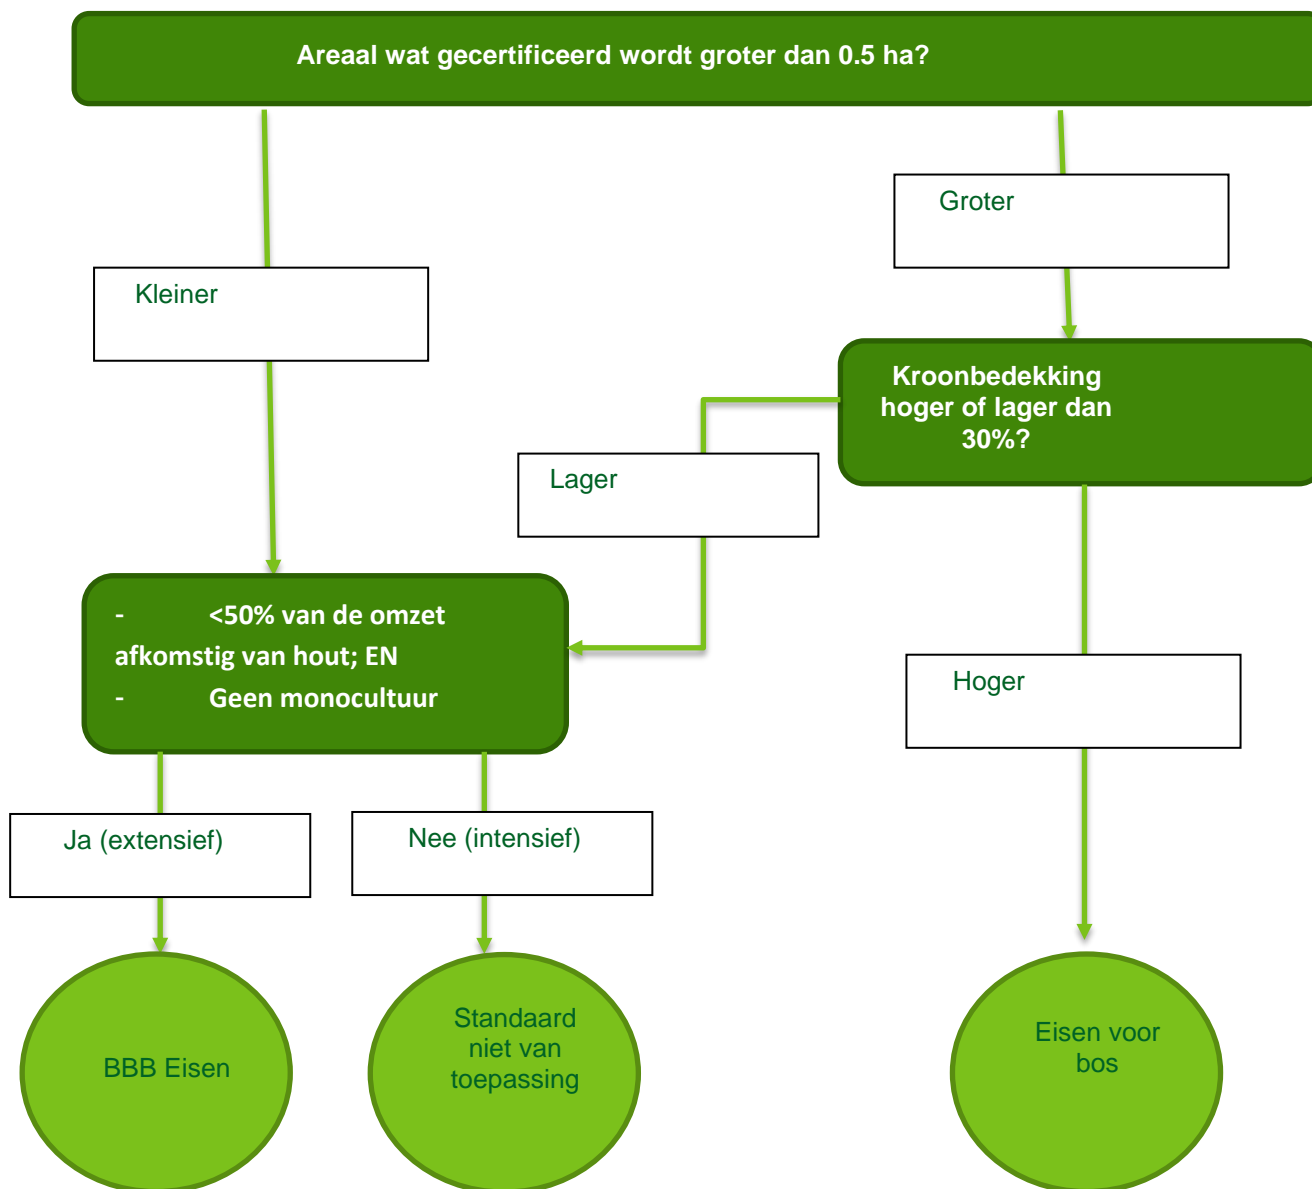 Areaal wat gecertificeerd wordt groter dan 0.5 ha?
Groter
Kleiner
Kroonbedekking
hoger of lager dan
30%?
Lager
- <50% van de omzet
afkomstig van hout; EN
- Geen monocultuur
Hoger
Ja (extensief)
Nee (intensief)
BBB Eisen
Standaard
niet van
toepassing
Eisen voor
bos